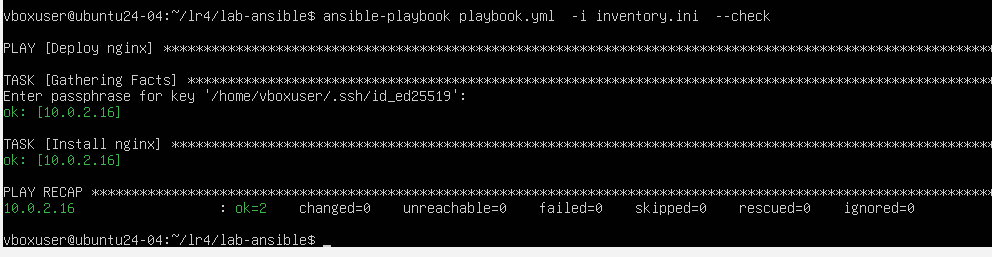 vboxuser@ubuntu24-04:~/lr4/lab-ansible$ ansible-playbook playbook.yml  -i inventory.ini  --check
PLAY [Deploy nginx] *******************************************************************************************************
TASK [Gathering Facts] ****************************************************************************************************
Enter passphrase for key '/home/vboxuser/.ssh/id_ed25519':
ok: [10.0.2.16]
TASK [Install nginx] ******************************************************************************************************
ok: [10.0.2.16]
PLAY RECAP ****************************************************************************************************************
10.0.2.16                  : ok=2    changed=0    unreachable=0    failed=0    skipped=0    rescued=0    ignored=0
vboxuser@ubuntu24-04:~/lr4/lab-ansible$ _